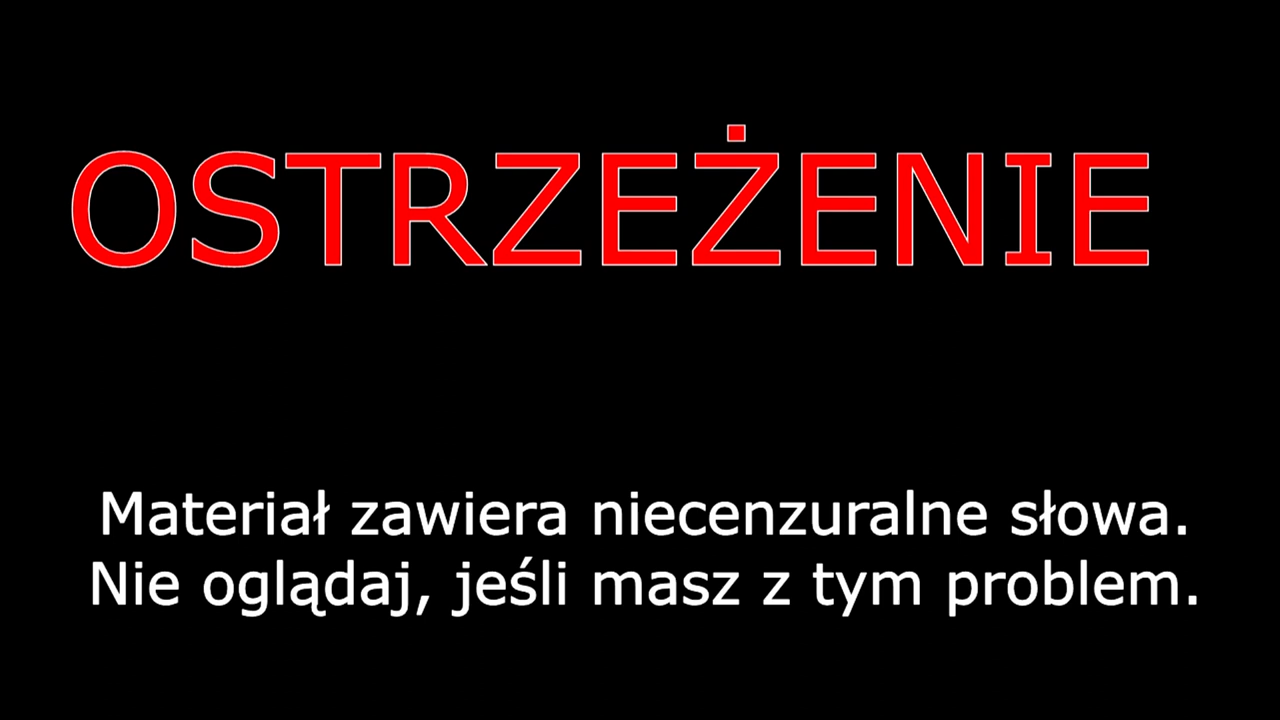 OSTRZEŻENIE
Materiał zawiera niecenzuralne słowa.
Nie oglądaj, jeśli masz z tym problem.